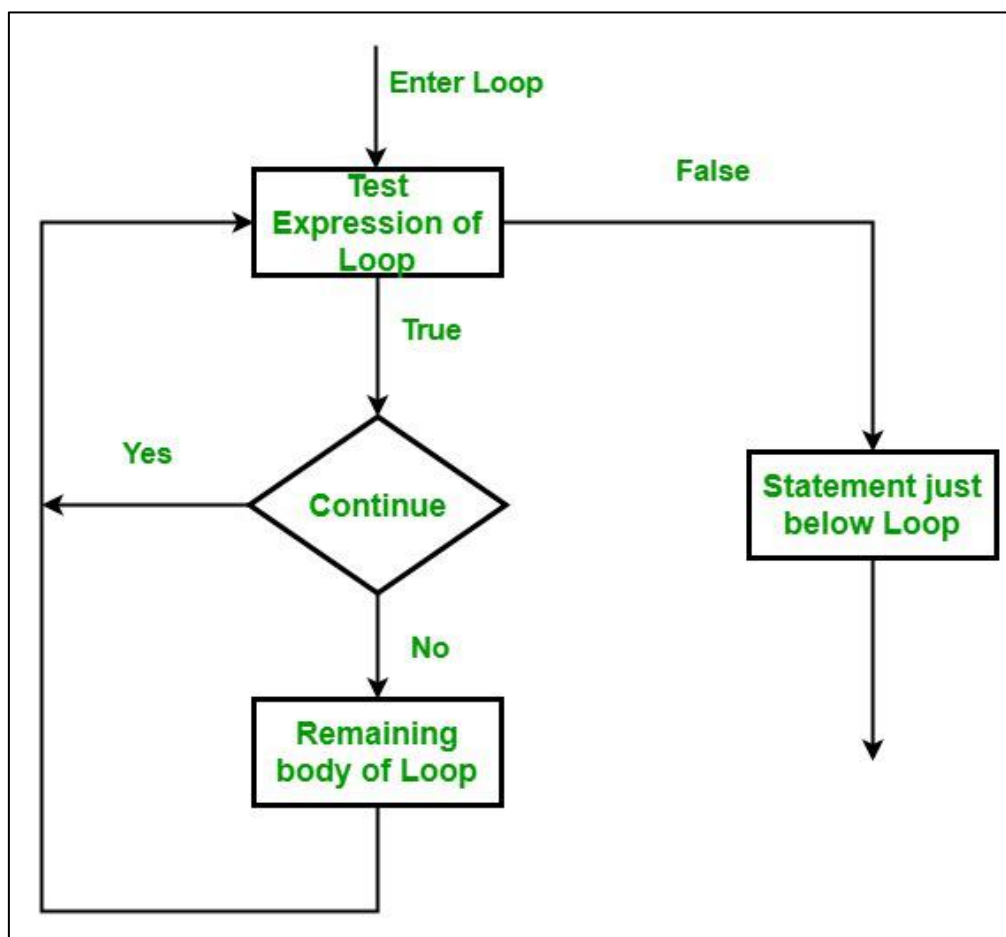 Enter Loop
Test
Expression of
Loop
False
True
Yes
Continue
Statement just
below Loop
No
Remaining
body of Loop